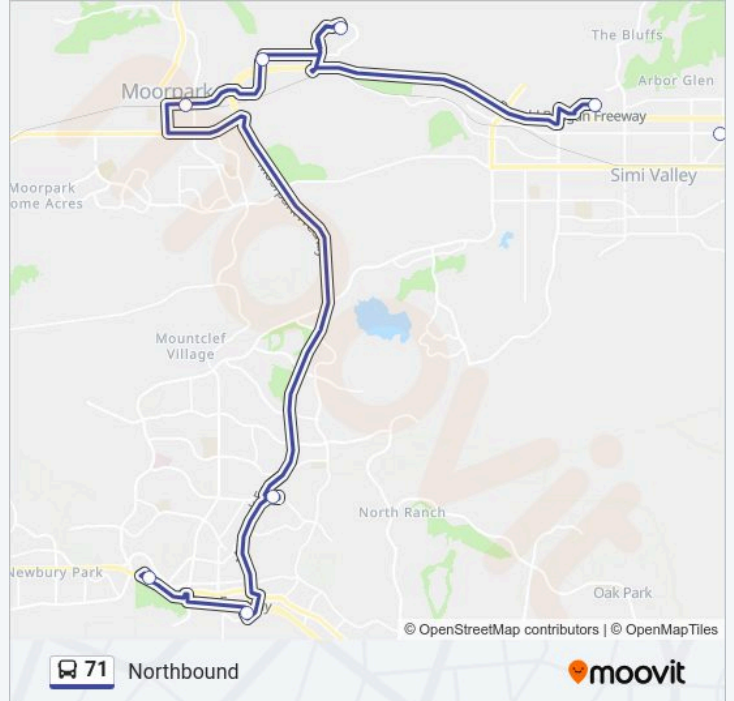 The Bluffs
Arbor Glen
Moorpark
Freeway
Simi Valley
Moorpark
ome Acres
Mountclef
Village
North Ranch
Newbury Park
Oak Park
© OpenStreetMap contributors | © OpenMapTiles
71 Northbound
moovit